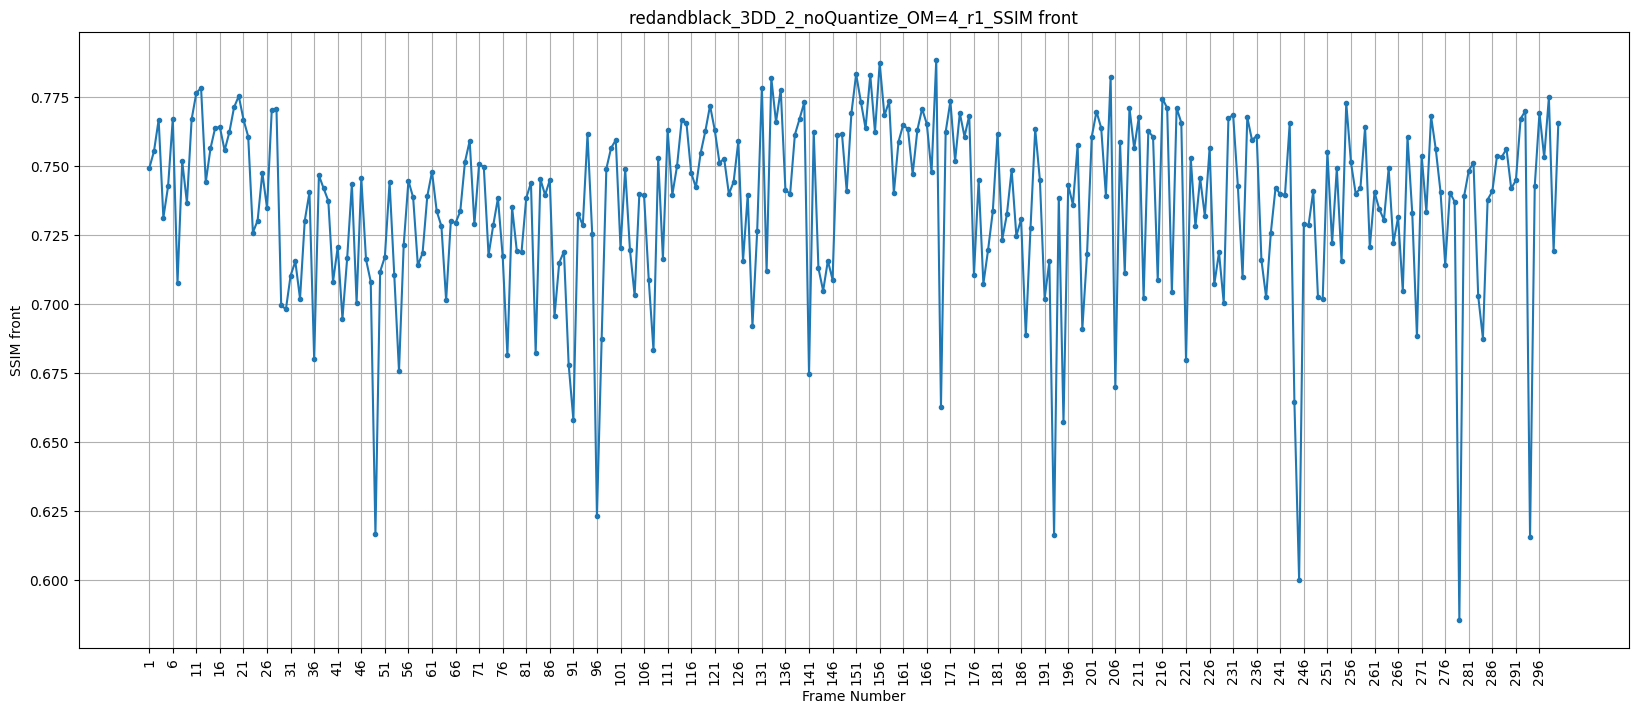 redandblack_3DD_2_noQuantize_OM=4_r1_SSIM front
SSIM front
0.775
0.750
0.725
0.700
0.675
0.650
0.625
0.600
1 6 11 16 21 26 31 36 41 46 51 56 61 66 71 76 81 86 91 96 101 106 111 116 121 126 131 136 141 146 151 156 161 166 171 176 181 186 191 196 201 206 211 216 221 226 231 236 241 246 251 256 261 266 271 276 281 286 291 296
Frame Number